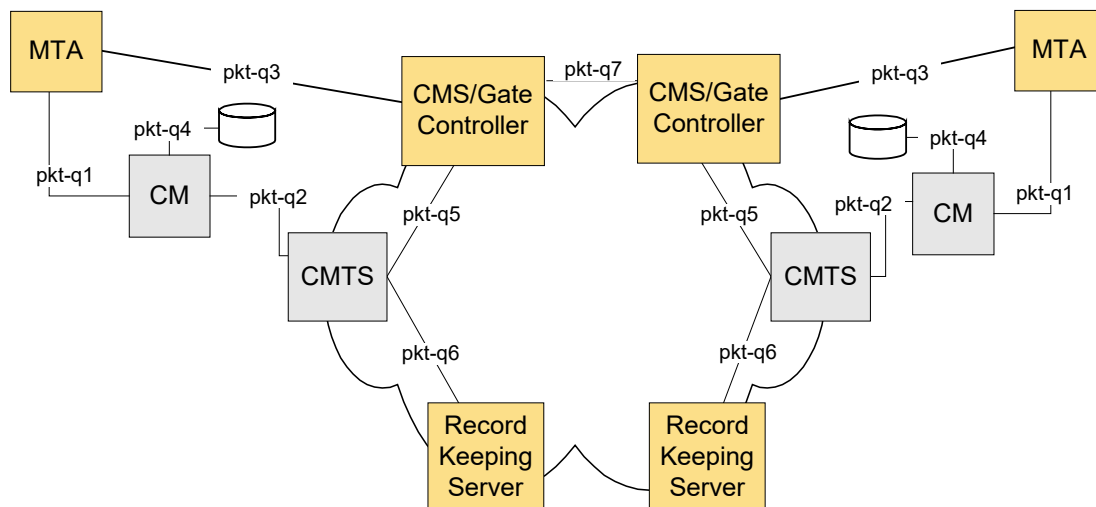 MTA
pkt-q3
CMS/Gate
Controller
pkt-q7
CMS/Gate
Controller
pkt-q3
MTA
pkt-q4
pkt-q4
pkt-q1
CM
pkt-q2
pkt-q5
pkt-q5
pkt-q2
CM
pkt-q1
CMTS
CMTS
pkt-q6
pkt-q6
Record
Keeping
Server
Record
Keeping
Server